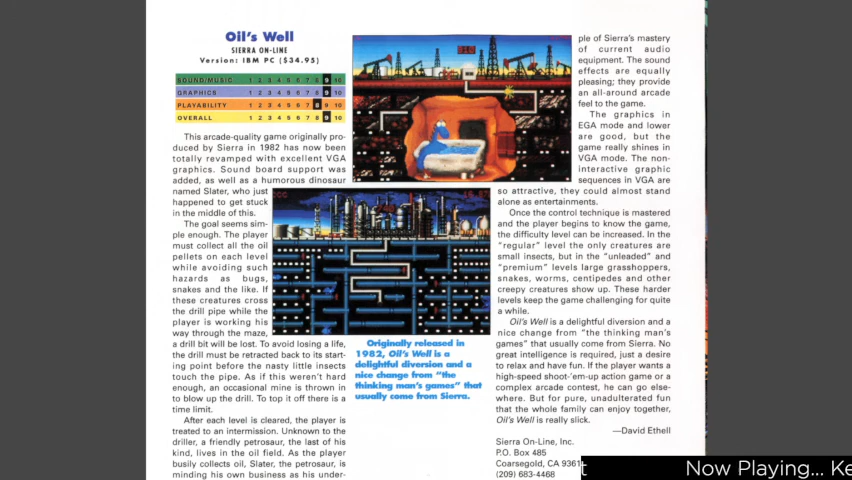 Oil's Well
SIERRA ON-LINE
Version: IBM PC ($34.95)
SOUND/MUSIC 1 2 3 4 5 6 7 8 9 10
GRAPHICS 1 2 3 4 5 6 7 8 9 10
PLAYABILITY 1 2 3 4 5 6 7 8 9 10
OVERALL 1 2 3 4 5 6 7 8 9 10
This arcade-quality game originally pro-
duced by Sierra in 1982 has now been
totally revamped with excellent VGA
graphics. Sound board support was
added, as well as a humorous dinosaur
named Slater, who just
happened to get stuck
in the middle of this.
The goal seems sim-
ple enough. The player
must collect all the oil
pellets on each level
while avoiding such
hazards as bugs,
snakes and the like. If
these creatures cross
the drill pipe while the
player is working his
way through the maze,
a drill bit will be lost. To avoid losing a life,
the drill must be retracted back to its start-
ing point before the nasty little insects
touch the pipe. As if this weren't hard
enough, an occasional mine is thrown in
to blow up the drill. To top it off there is a
time limit.
After each level is cleared, the player is
treated to an intermission. Unknown to the
driller, a friendly petrosaur, the last of his
kind, lives in the oil field. As the player
busily collects oil, Slater, the petrosaur, is
minding his own business as his under-
Originally released in
1982, Oil's Well is a
delightful diversion and a
nice change from "the
thinking man's games" that
usually come from Sierra.
ple of Sierra's mastery
of current audio
equipment. The sound
effects are equally
pleasing; they provide
an all-around arcade
feel to the game.
The graphics in
EGA mode and lower
are good, but the
game really shines in
VGA mode. The non-
interactive graphic
sequences in VGA are
so attractive, they could almost stand
alone as entertainments.
Once the control technique is mastered
and the player begins to know the game,
the difficulty level can be increased. In the
"regular" level the only creatures are
small insects, but in the "unleaded" and
"premium" levels large grasshoppers,
snakes, worms, centipedes and other
creepy creatures show up. These harder
levels keep the game challenging for quite
a while.
Oil's Well is a delightful diversion and a
nice change from "the thinking man's
games" that usually come from Sierra. No
great intelligence is required, just a desire
to relax and have fun. If the player wants a
high-speed shoot-'em-up action game or a
complex arcade contest, he can go else-
where. But for pure, unadulterated fun
that the whole family can enjoy together,
Oil's Well is really slick.
—David Ethell
Sierra On-Line, Inc.
P.O. Box 485
Coarsegold, CA 9361
(209) 683-4468
t Now Playing... Ke